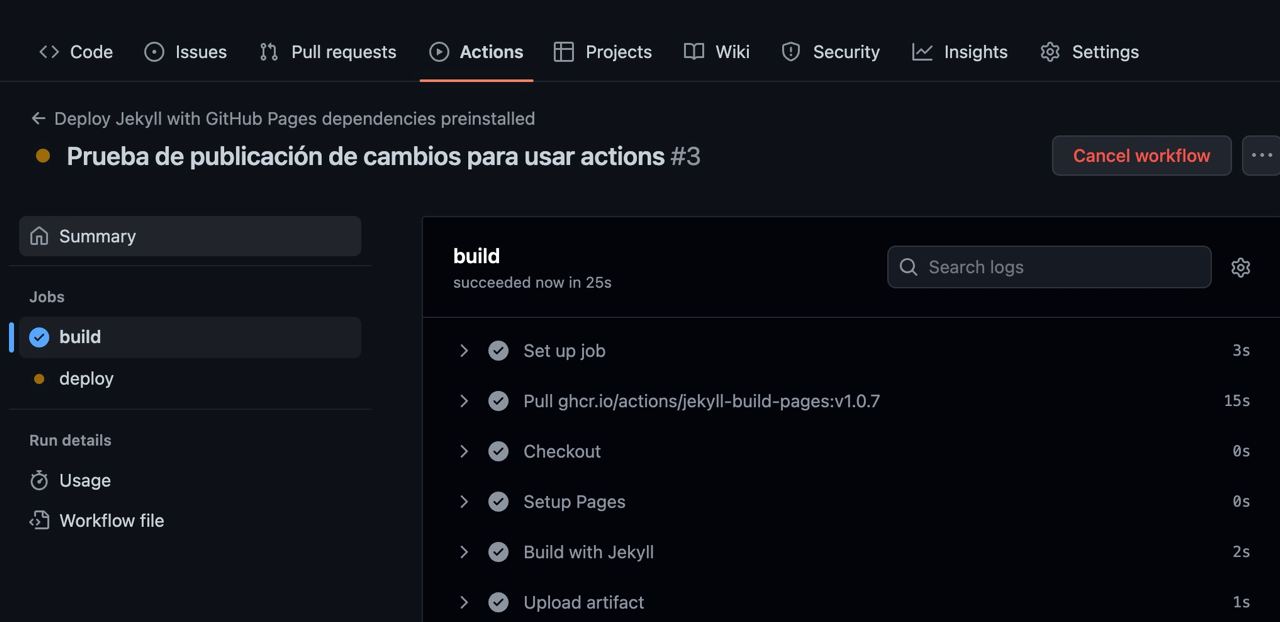 Code Issues Pull requests Actions Projects Wiki Security Insights Settings
Deploy Jekyll with GitHub Pages dependencies preinstalled
Prueba de publicación de cambios para usar actions #3
Cancel workflow
Summary
Jobs
build
deploy
Run details
Usage
Workflow file
build
succeeded now in 25s
Search logs
Set up job 3s
Pull ghcr.io/actions/jekyll-build-pages:v1.0.7 15s
Checkout 0s
Setup Pages 0s
Build with Jekyll 2s
Upload artifact 1s